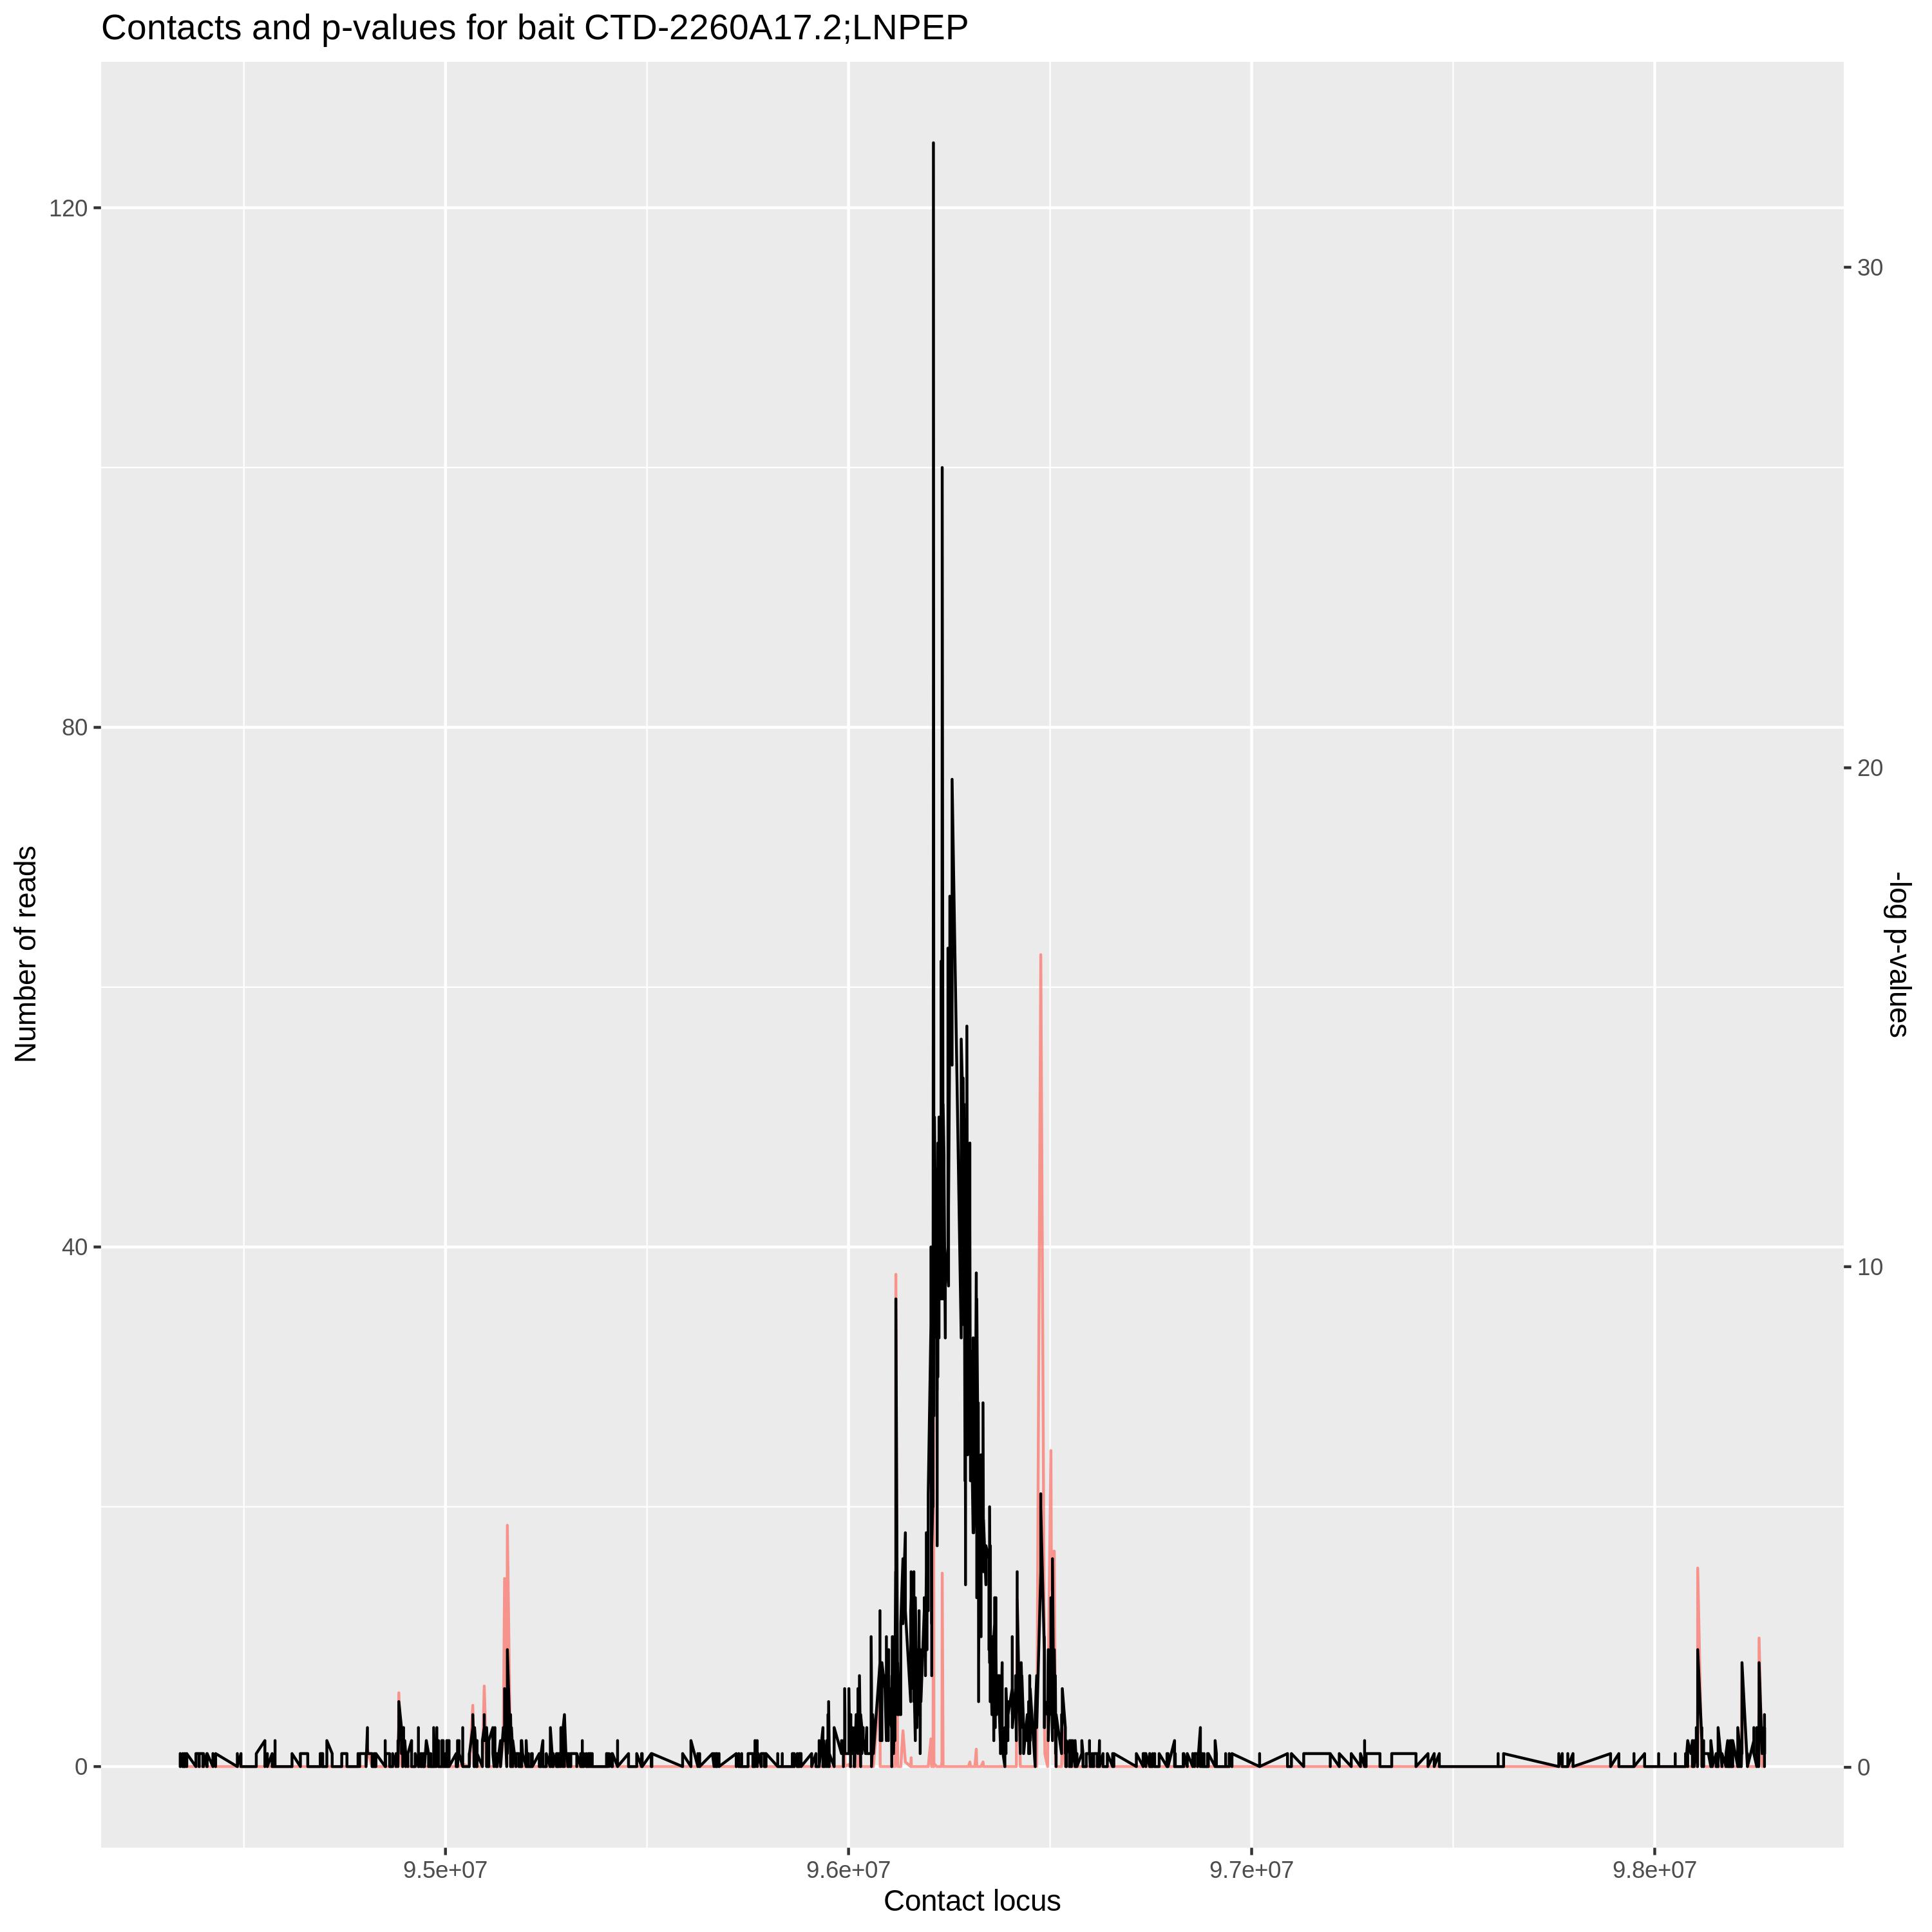 Contacts and p-values for bait CTD-2260A17.2;LNPEP
120
80
40
0
Number of reads
30
20
10
0
-log p-values
9.5e+07
9.6e+07
9.7e+07
9.8e+07
Contact locus